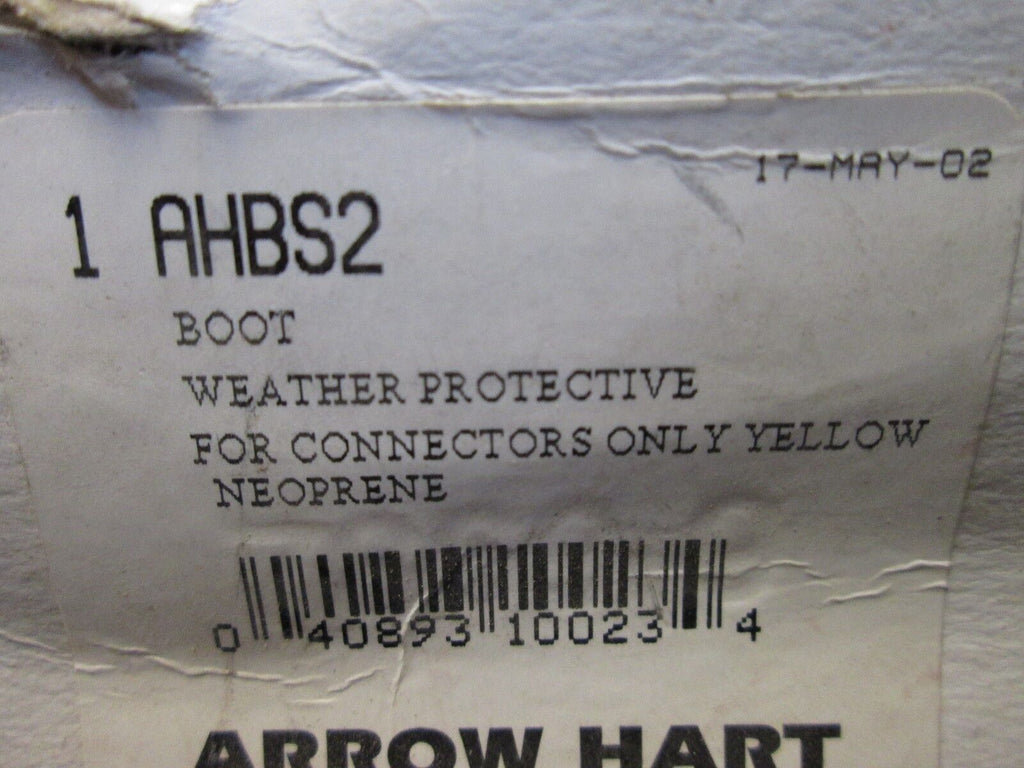 17-MAY-02
1 AHBS2
BOOT
WEATHER PROTECTIVE
FOR CONNECTORS ONLY YELLOW
NEOPRENE
0 40893 10023 4
ARROW HART